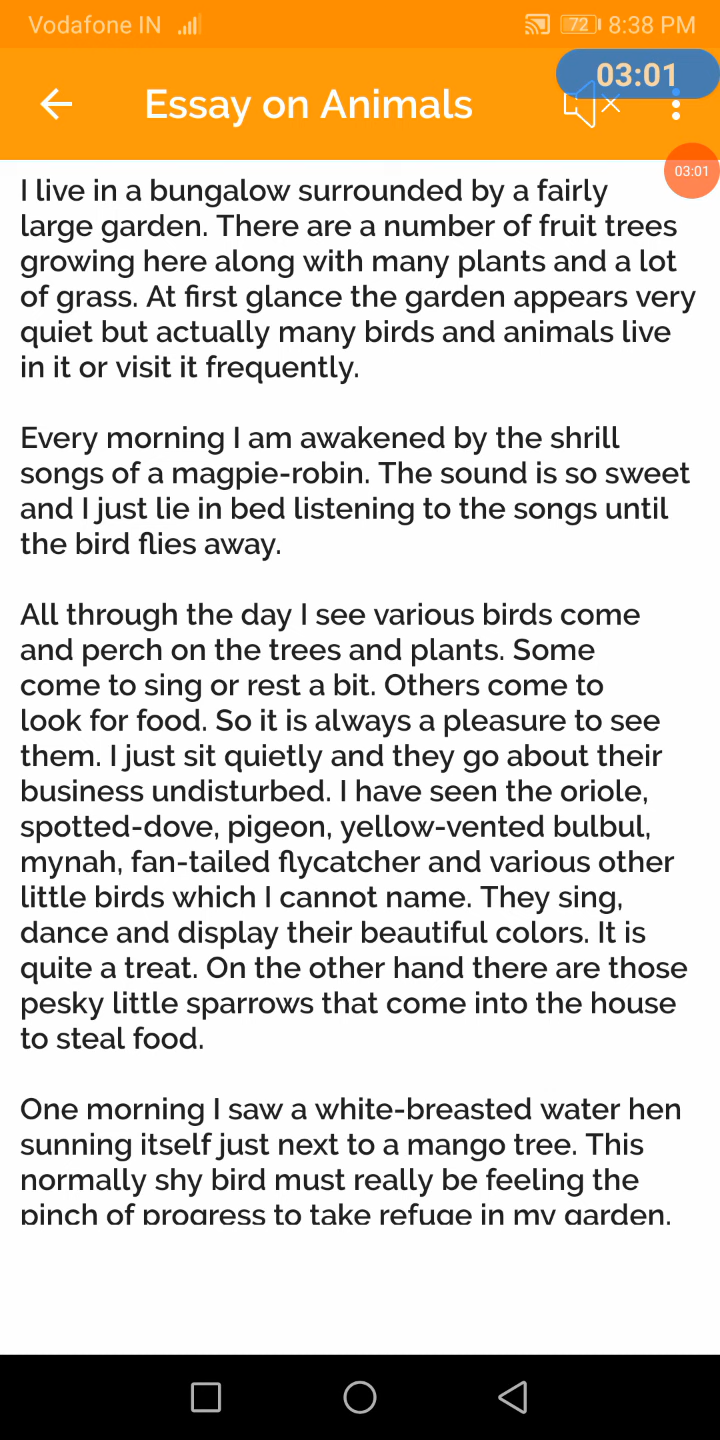 Vodafone IN
72 8:38 PM
03:01
Essay on Animals
03:01
I live in a bungalow surrounded by a fairly
large garden. There are a number of fruit trees
growing here along with many plants and a lot
of grass. At first glance the garden appears very
quiet but actually many birds and animals live
in it or visit it frequently.
Every morning I am awakened by the shrill
songs of a magpie-robin. The sound is so sweet
and I just lie in bed listening to the songs until
the bird flies away.
All through the day I see various birds come
and perch on the trees and plants. Some
come to sing or rest a bit. Others come to
look for food. So it is always a pleasure to see
them. I just sit quietly and they go about their
business undisturbed. I have seen the oriole,
spotted-dove, pigeon, yellow-vented bulbul,
mynah, fan-tailed flycatcher and various other
little birds which I cannot name. They sing,
dance and display their beautiful colors. It is
quite a treat. On the other hand there are those
pesky little sparrows that come into the house
to steal food.
One morning I saw a white-breasted water hen
sunning itself just next to a mango tree. This
normally shy bird must really be feeling the
pinch of progress to take refuge in my garden.